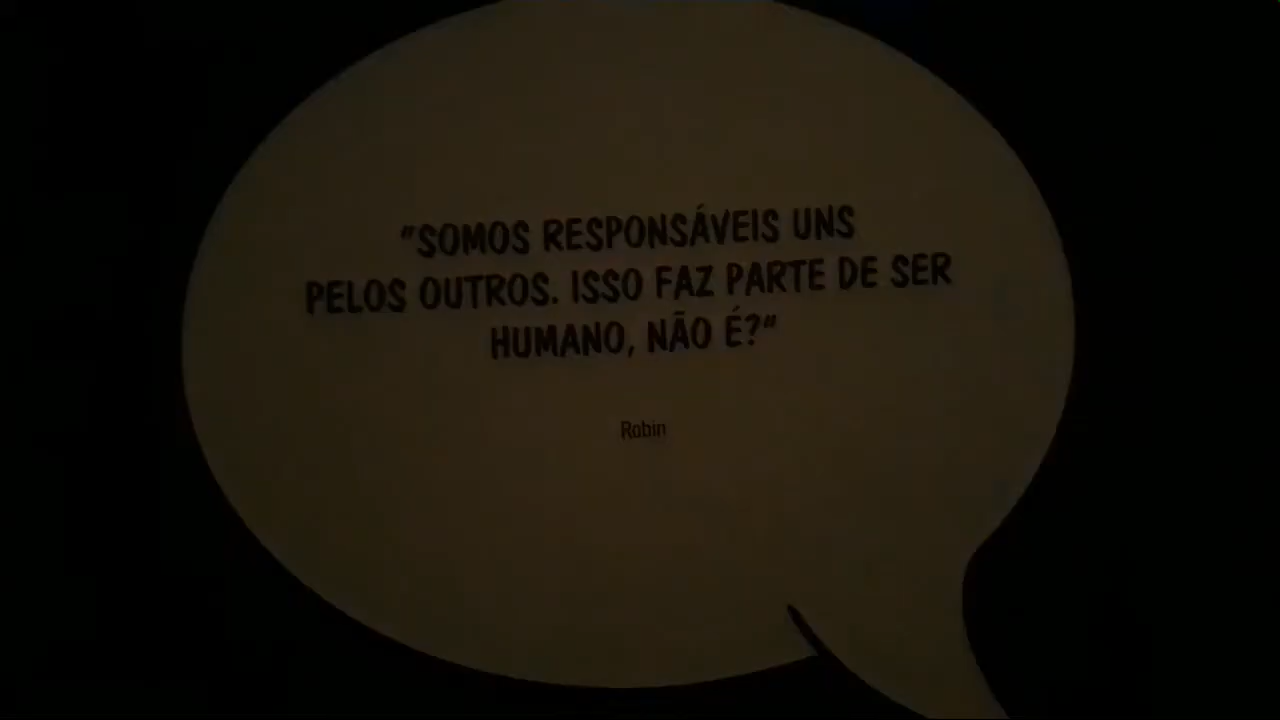 "SOMOS RESPONSÁVEIS UNS
PELOS OUTROS. ISSO FAZ PARTE DE SER
HUMANO, NÃO É?"
Robin